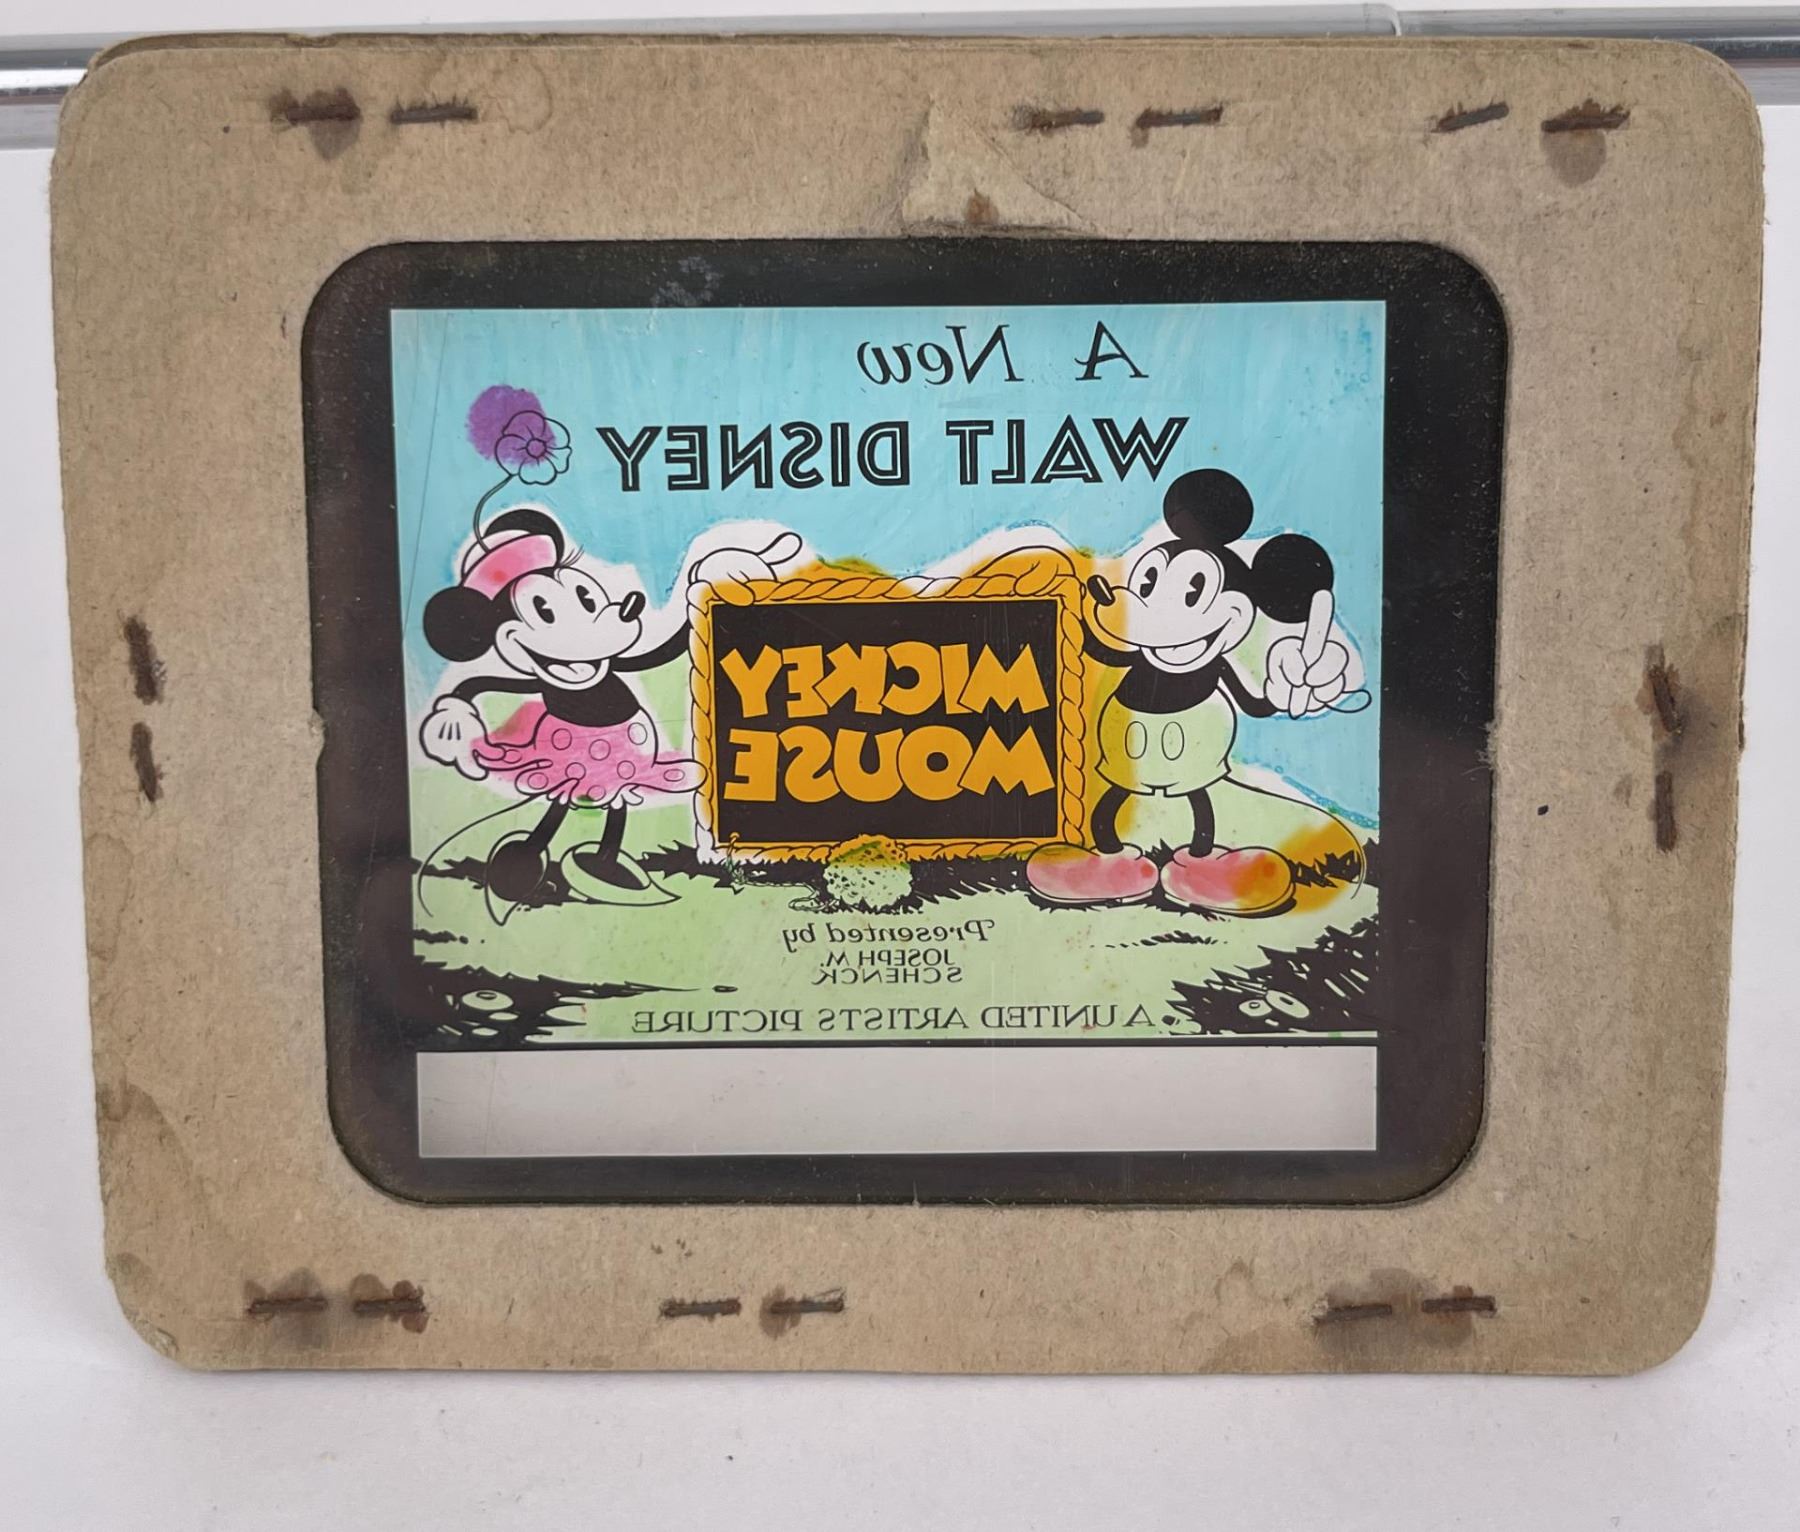 A New
WALT DISNEY
MICKEY
MOUSE
Presented by
JOSEPH M.
SCHENCK
A UNITED ARTISTS PICTURE